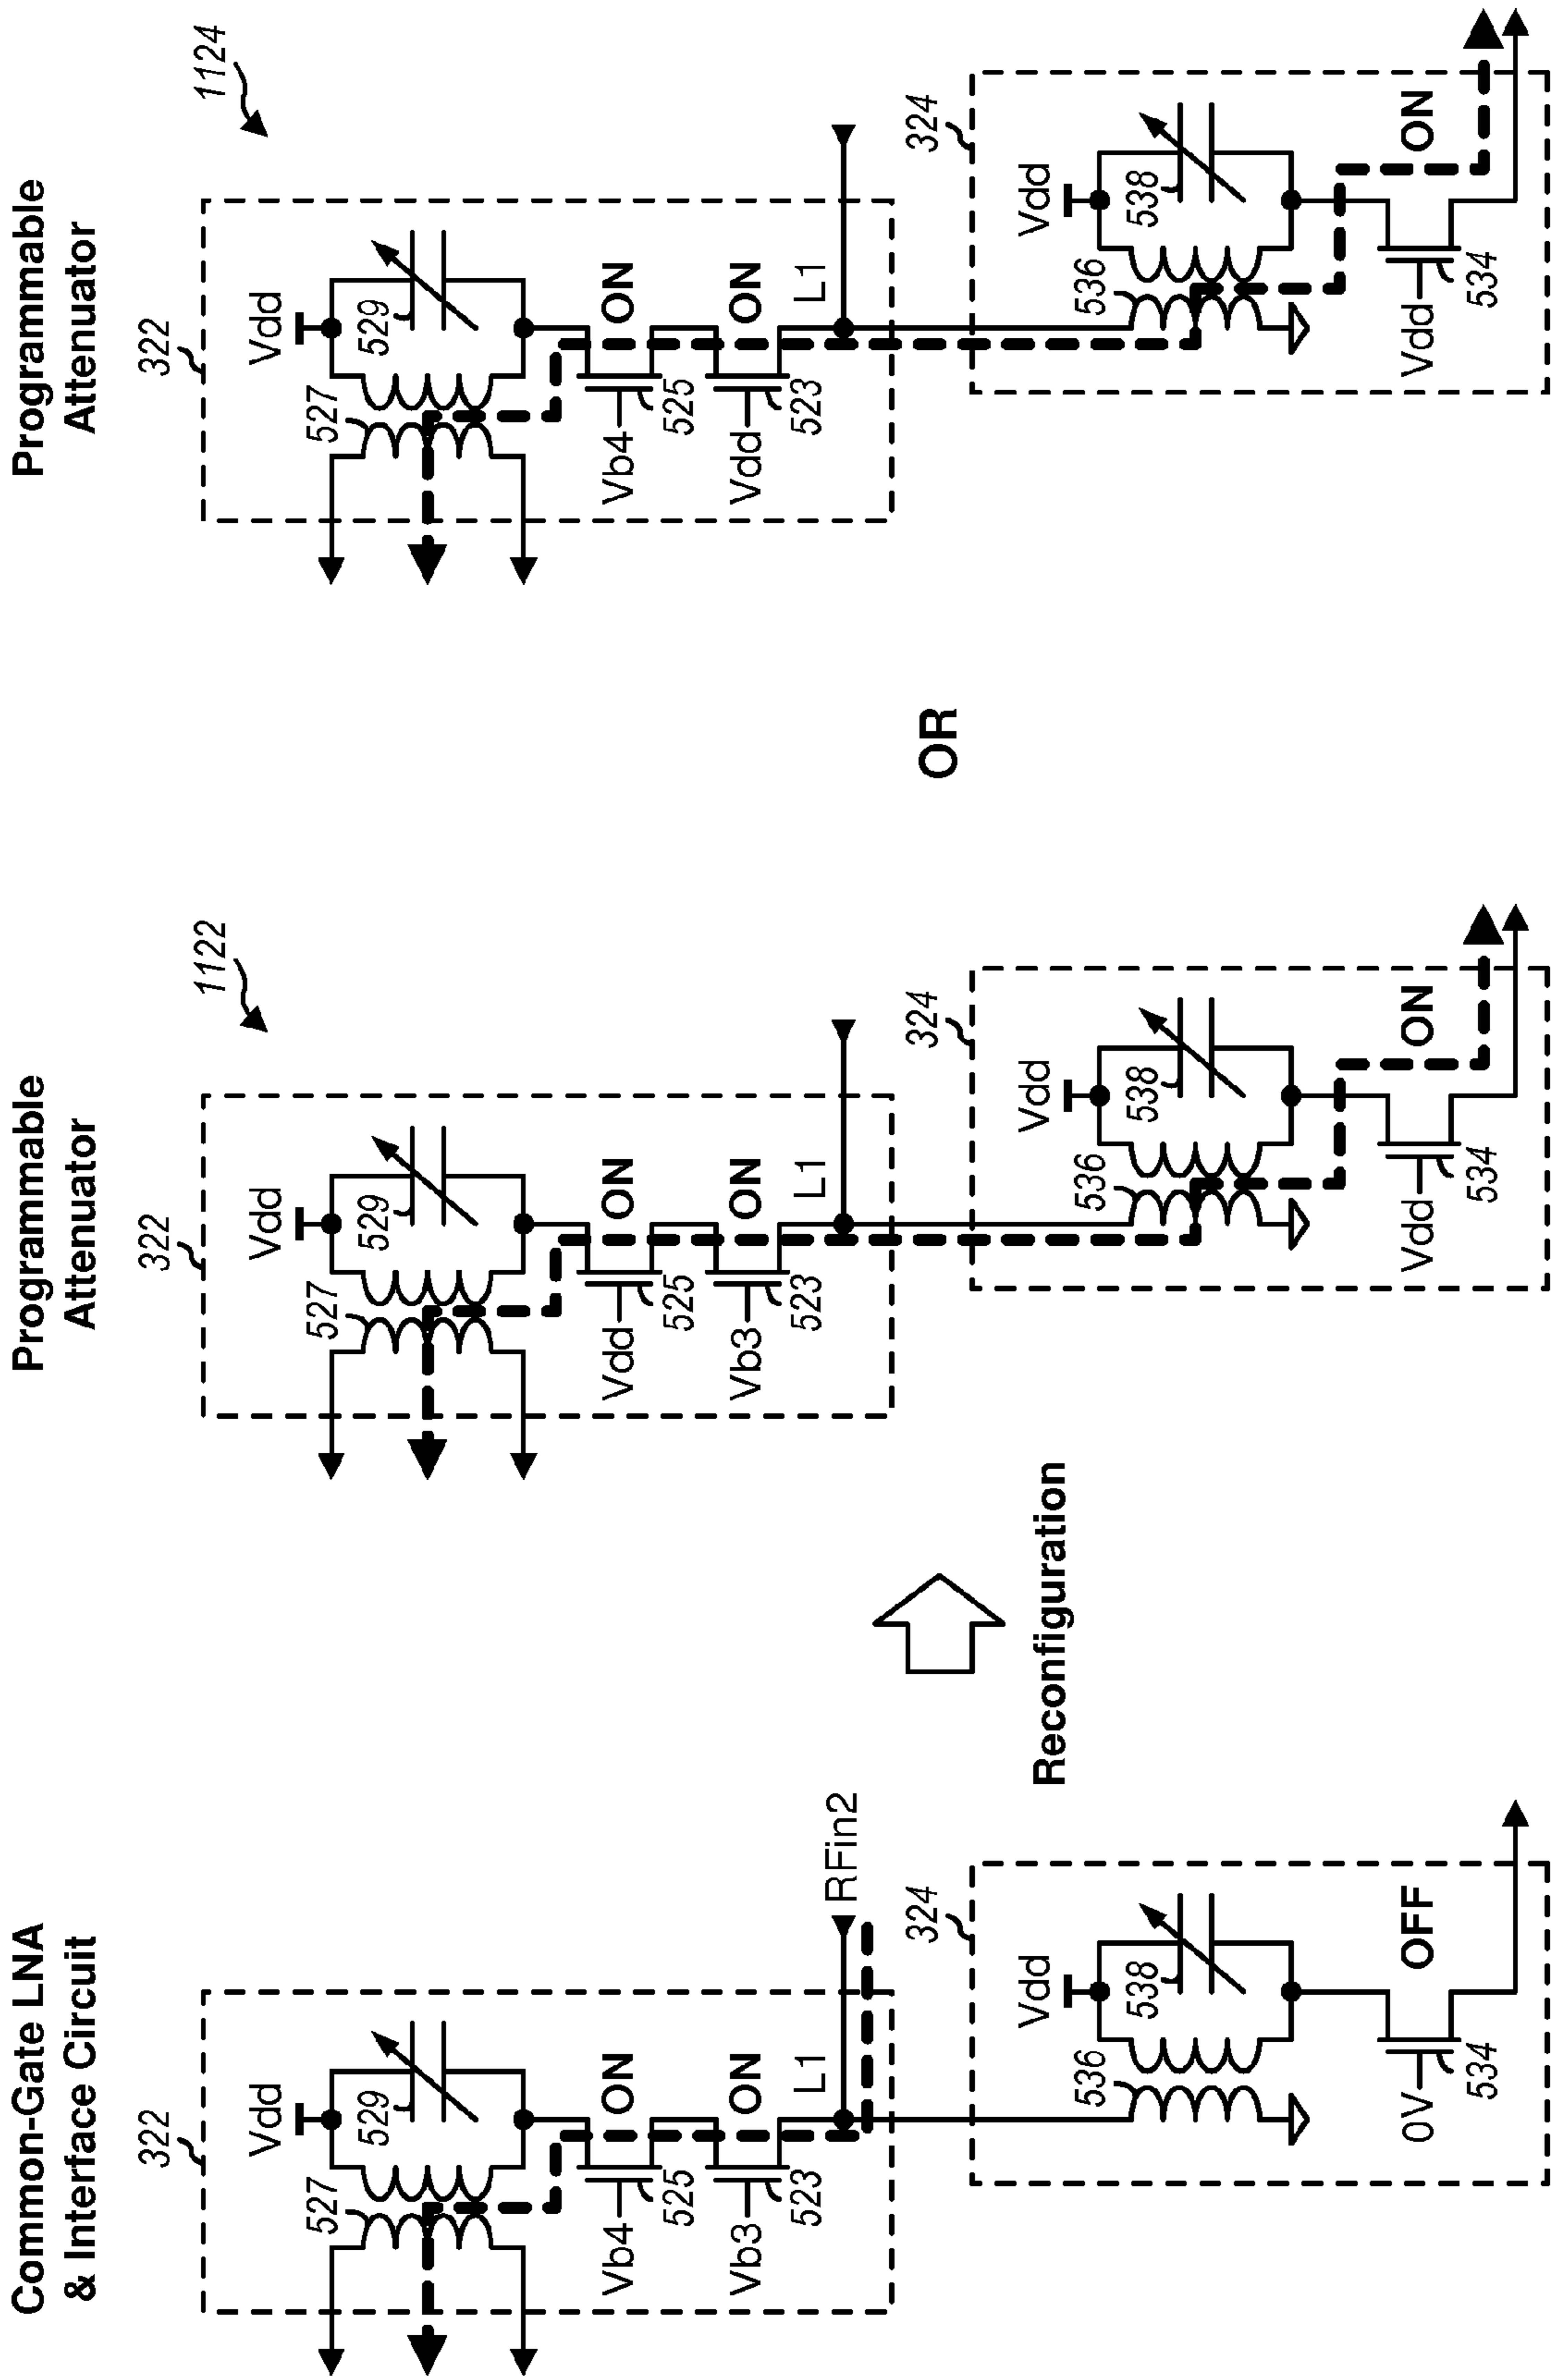 Common-Gate LNA
& Interface Circuit
322
Vdd
527
529
Vb4
525
ON
Vb3
523
ON
L1
RFin2
324
Vdd
536
538
0V
534
OFF
Reconfiguration
Programmable
Attenuator
1122
322
Vdd
527
529
Vdd
525
ON
Vb3
523
ON
L1
324
Vdd
536
538
Vdd
534
ON
OR
Programmable
Attenuator
1124
322
Vdd
527
529
Vb4
525
ON
Vdd
523
ON
L1
324
Vdd
536
538
Vdd
534
ON